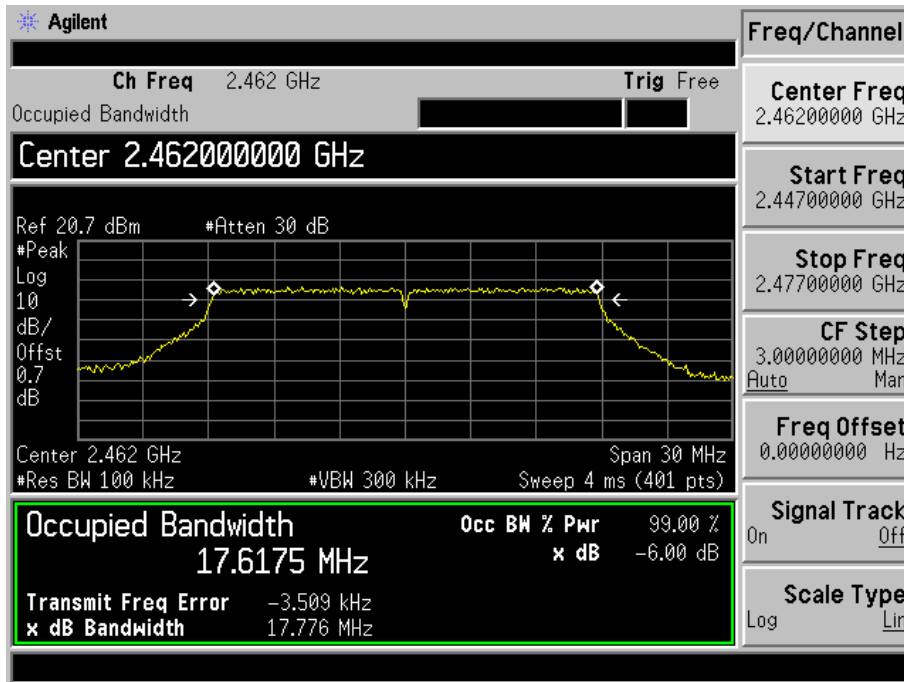 Agilent
Freq/Channel
Ch Freq 2.462 GHz Trig Free
Occupied Bandwidth
Center 2.462000000 GHz
Ref 20.7 dBm #Atten 30 dB
#Peak
Log
10
dB/
Offst
0.7
dB
Center 2.462 GHz Span 30 MHz
#Res BW 100 kHz #VBW 300 kHz Sweep 4 ms (401 pts)
Occupied Bandwidth
17.6175 MHz
Occ BW % Pwr 99.00 %
x dB -6.00 dB
Transmit Freq Error -3.509 kHz
x dB Bandwidth 17.776 MHz
Center Freq
2.46200000 GHz
Start Freq
2.44700000 GHz
Stop Freq
2.47700000 GHz
CF Step
3.00000000 MHz
Auto Man
Freq Offset
0.00000000 Hz
Signal Track
On Off
Scale Type
Log Lin